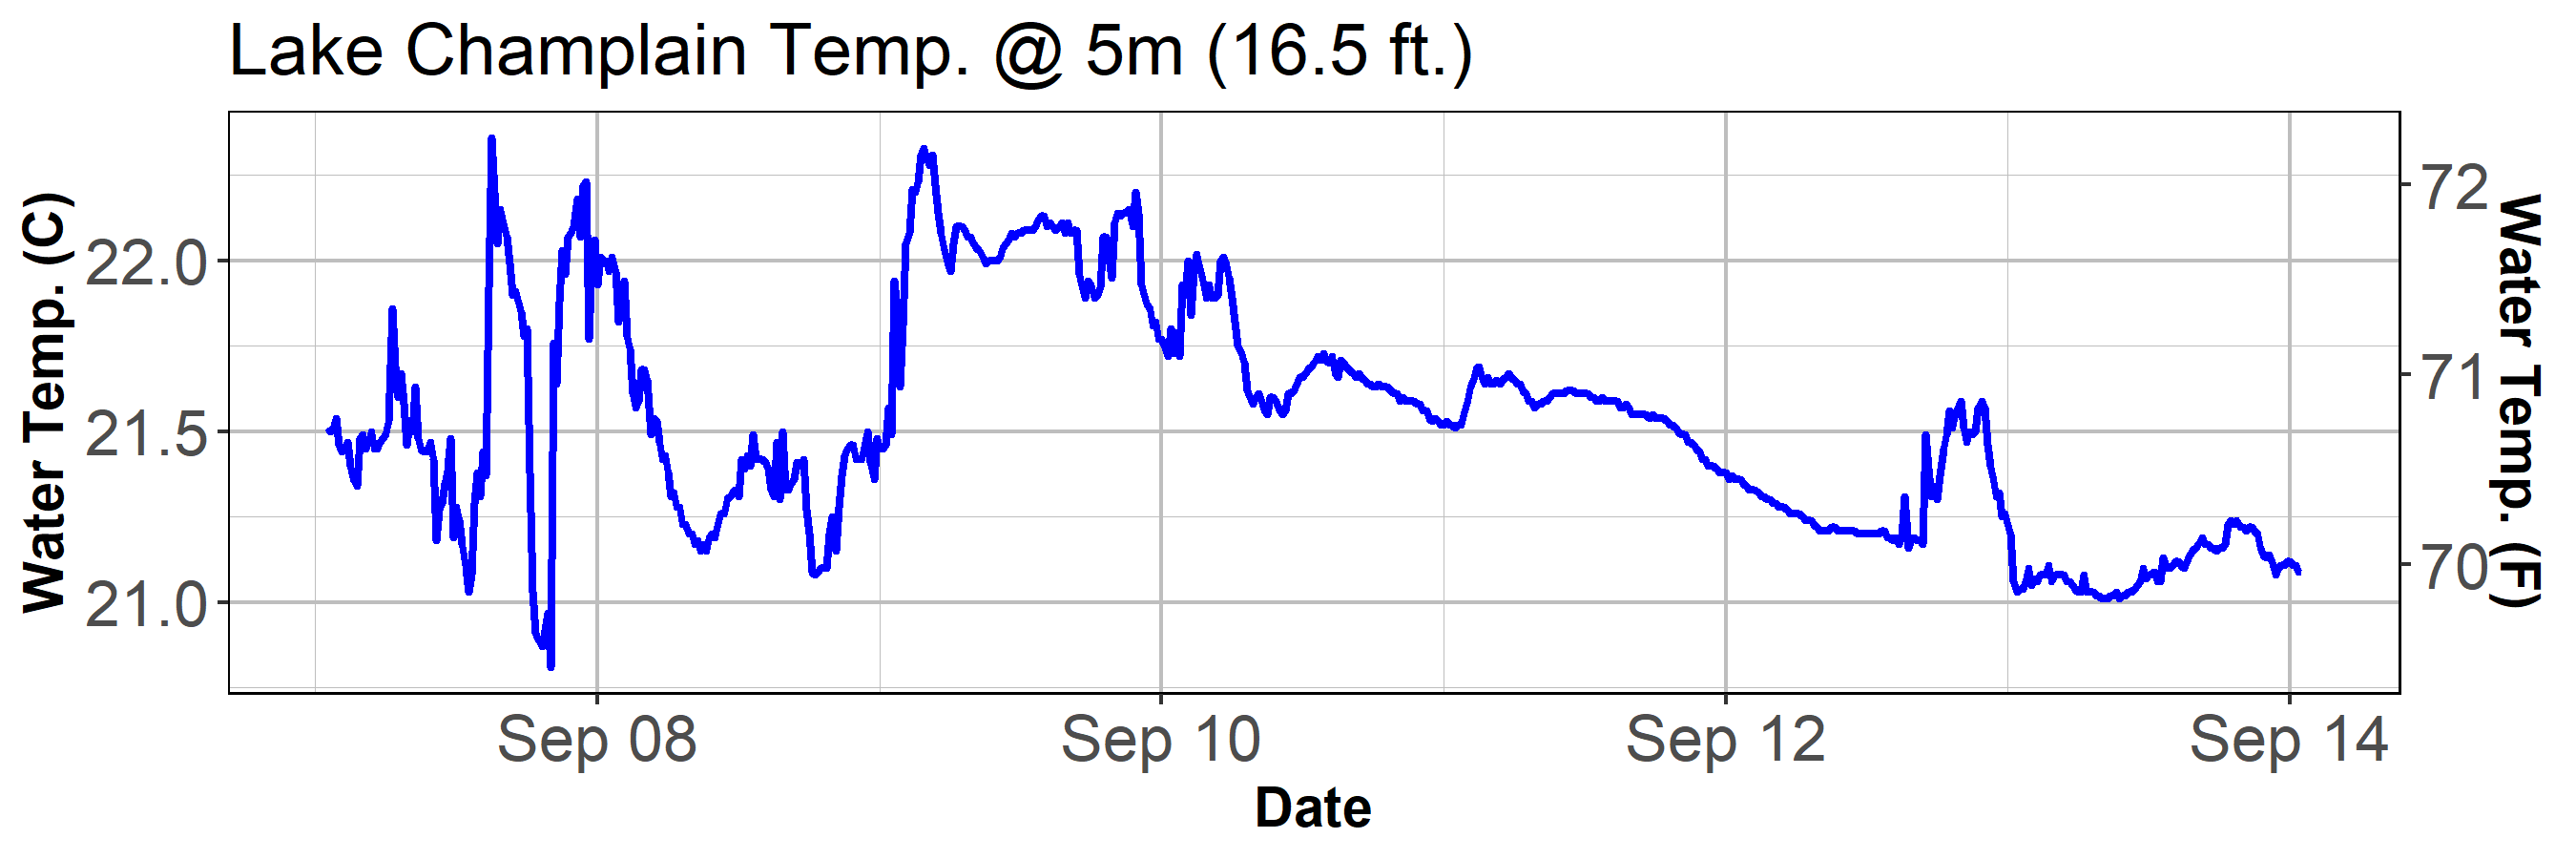 Lake Champlain Temp. @ 5m (16.5 ft.)
Water Temp. (C)
22.0
21.5
21.0
72
71
70
Water Temp. (F)
Sep 08
Sep 10
Sep 12
Sep 14
Date